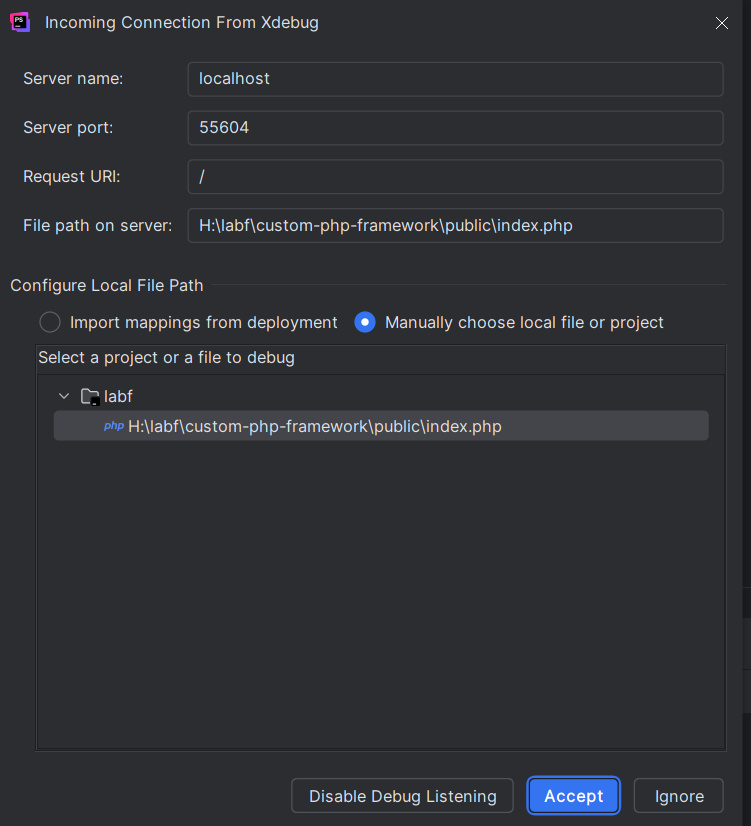 PS
Incoming Connection From Xdebug
Server name: localhost
Server port: 55604
Request URI: /
File path on server: H:\labf\custom-php-framework\public\index.php
Configure Local File Path
Import mappings from deployment Manually choose local file or project
Select a project or a file to debug
labf
php H:\labf\custom-php-framework\public\index.php
Disable Debug Listening Accept Ignore